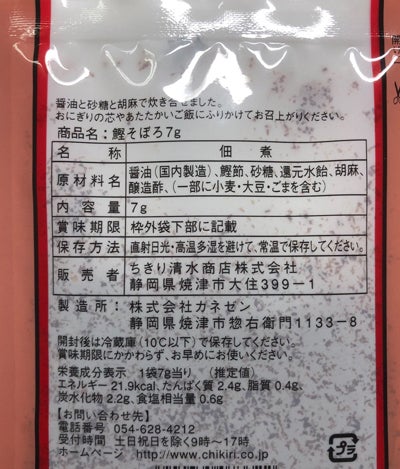 醤油と砂糖と胡麻で炊き合せました。
おにぎりの芯やあたたかいご飯にふりかけてお召上がりください。
商品名：鰹そぼろ7g
名称 佃煮
原材料名 醤油（国内製造）、鰹節、砂糖、還元水飴、胡麻、
醸造酢、（一部に小麦・大豆・ごまを含む）
内容量 7g
賞味期限 枠外袋下部に記載
保存方法 直射日光・高温多湿を避けて、常温で保存してください。
販売者 ちきり清水商店株式会社
静岡県焼津市大住399−1
製造所：株式会社カネゼン
静岡県焼津市惣右衛門1133−8
開封後は冷蔵庫（10℃以下）で保存してください。
賞味期限にかかわらず、お早めにお使いください。
栄養成分表示 1袋7g当り （推定値）
エネルギー 21.9kcal、たんぱく質 2.4g、脂質 0.4g、
炭水化物 2.2g、食塩相当量 0.6g
【お問い合わせ先】
電話番号 054-628-4212
受付時間 土日祝日を除く9時〜17時
ホームページ http://www.chikiri.co.jp
プラ